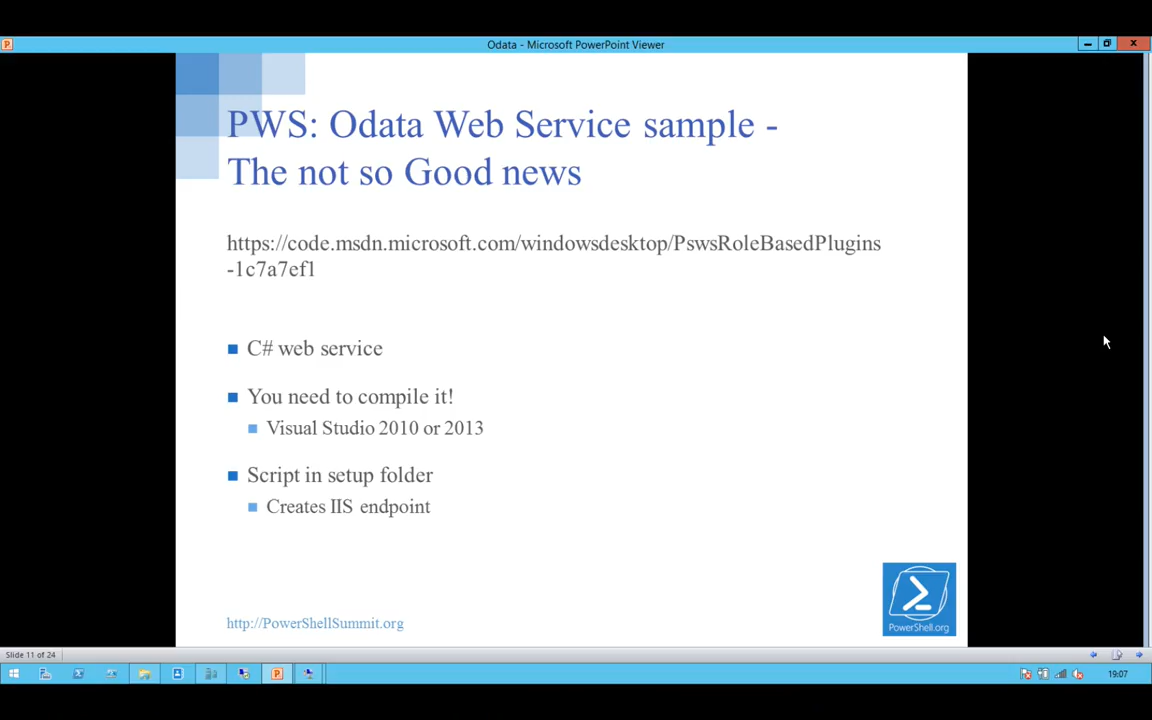 Odata - Microsoft PowerPoint Viewer
PWS: Odata Web Service sample -
The not so Good news
https://code.msdn.microsoft.com/windowsdesktop/PswsRoleBasedPlugins
-1c7a7ef1
C# web service
You need to compile it!
Visual Studio 2010 or 2013
Script in setup folder
Creates IIS endpoint
PowerShell.org
http://PowerShellSummit.org
Slide 11 of 24
19:07